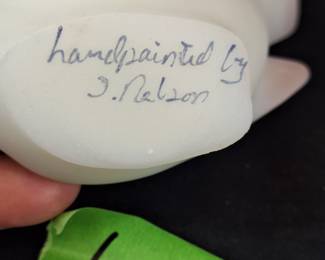 handpainted by
J. Nelson